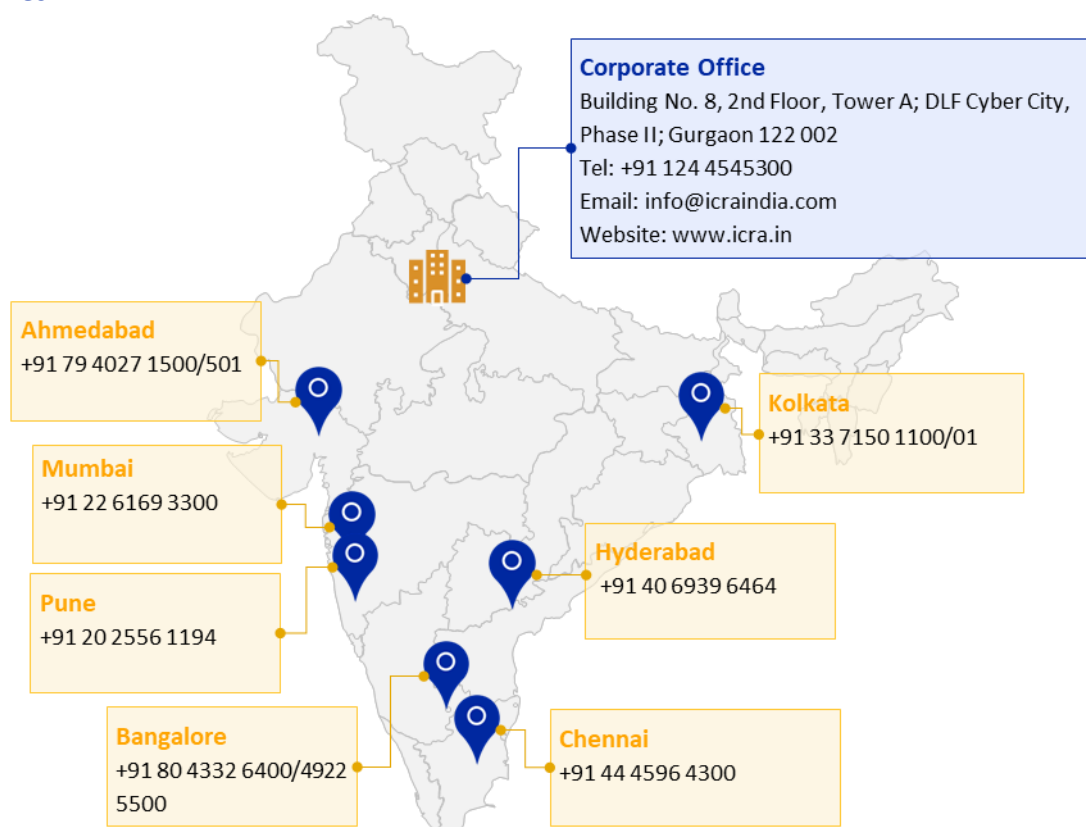 Corporate Office
Building No. 8, 2nd Floor, Tower A; DLF Cyber City,
Phase II; Gurgaon 122 002
Tel: +91 124 4545300
Email: info@icraindia.com
Website: www.icra.in
Ahmedabad
+91 79 4027 1500/501
Kolkata
+91 33 7150 1100/01
Mumbai
+91 22 6169 3300
Hyderabad
+91 40 6939 6464
Pune
+91 20 2556 1194
Bangalore
+91 80 4332 6400/4922
5500
Chennai
+91 44 4596 4300